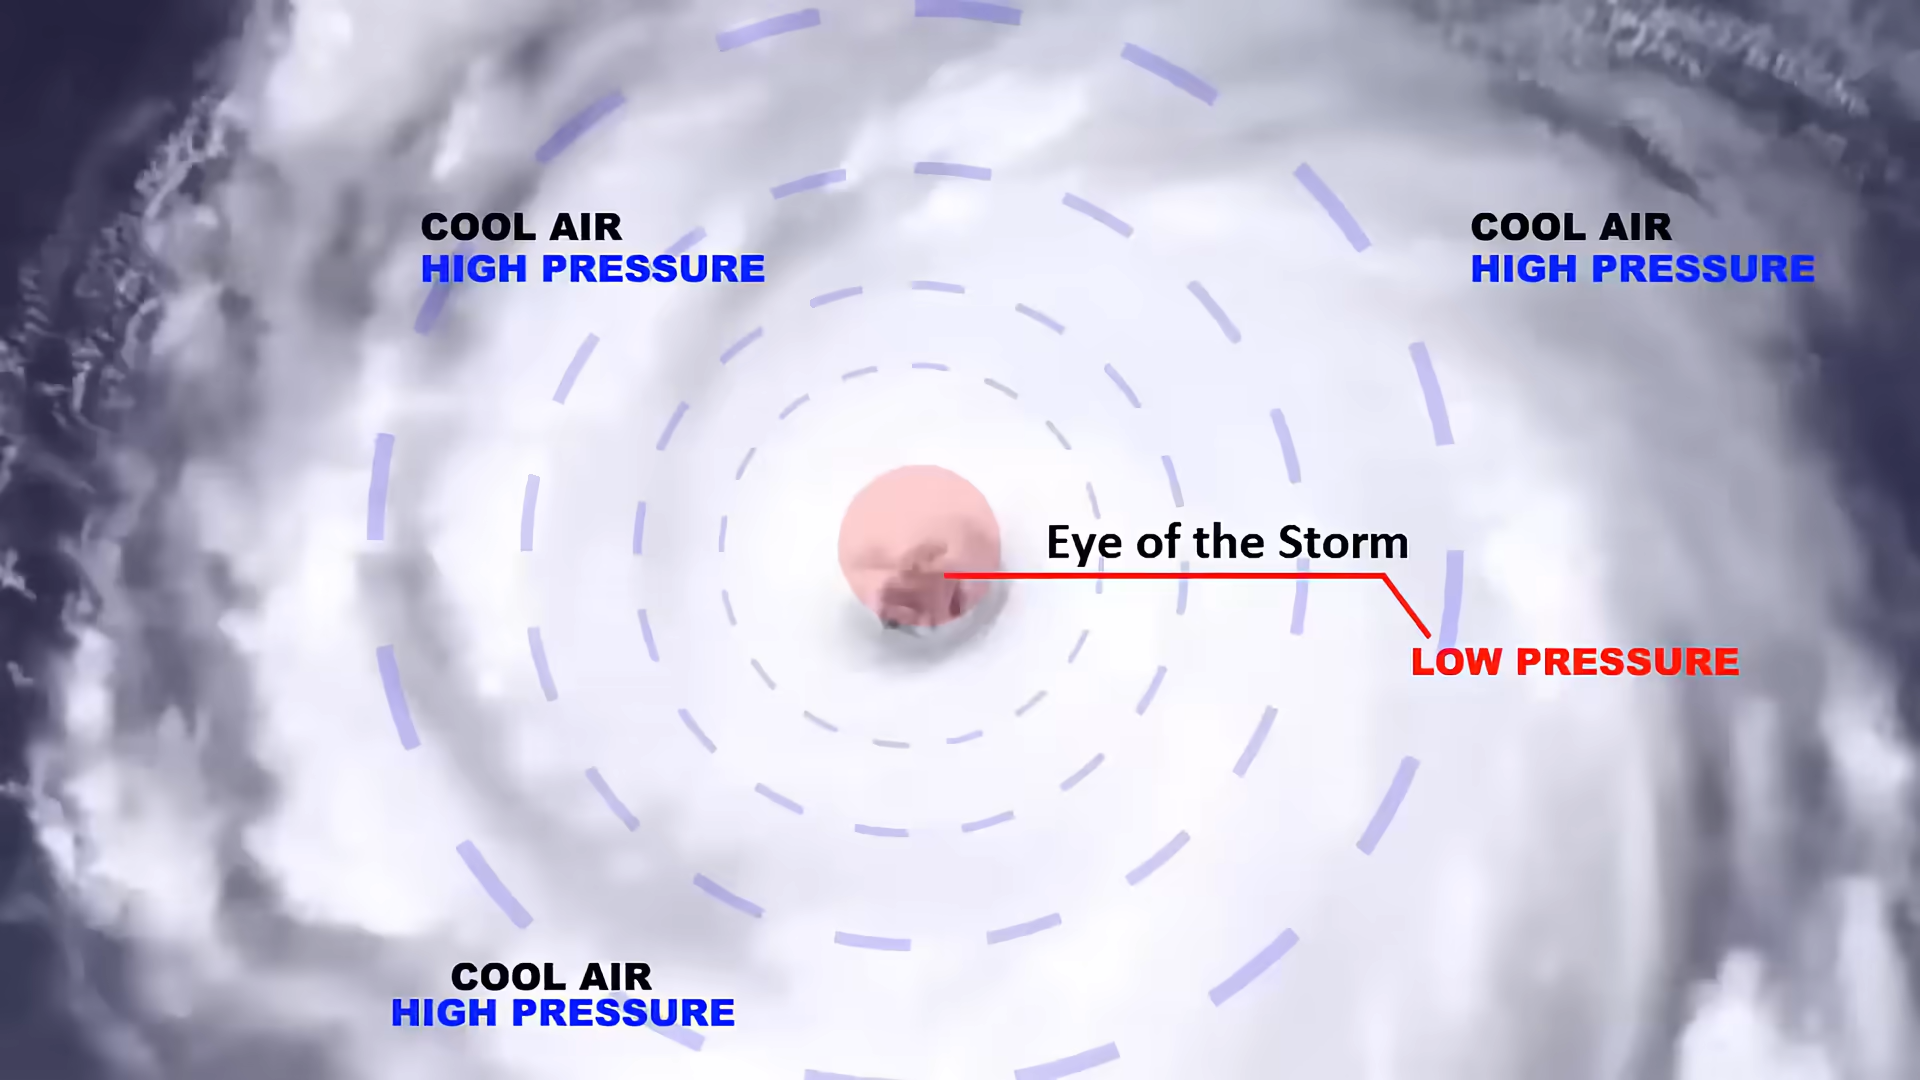 COOL AIR
HIGH PRESSURE
COOL AIR
HIGH PRESSURE
Eye of the Storm
LOW PRESSURE
COOL AIR
HIGH PRESSURE